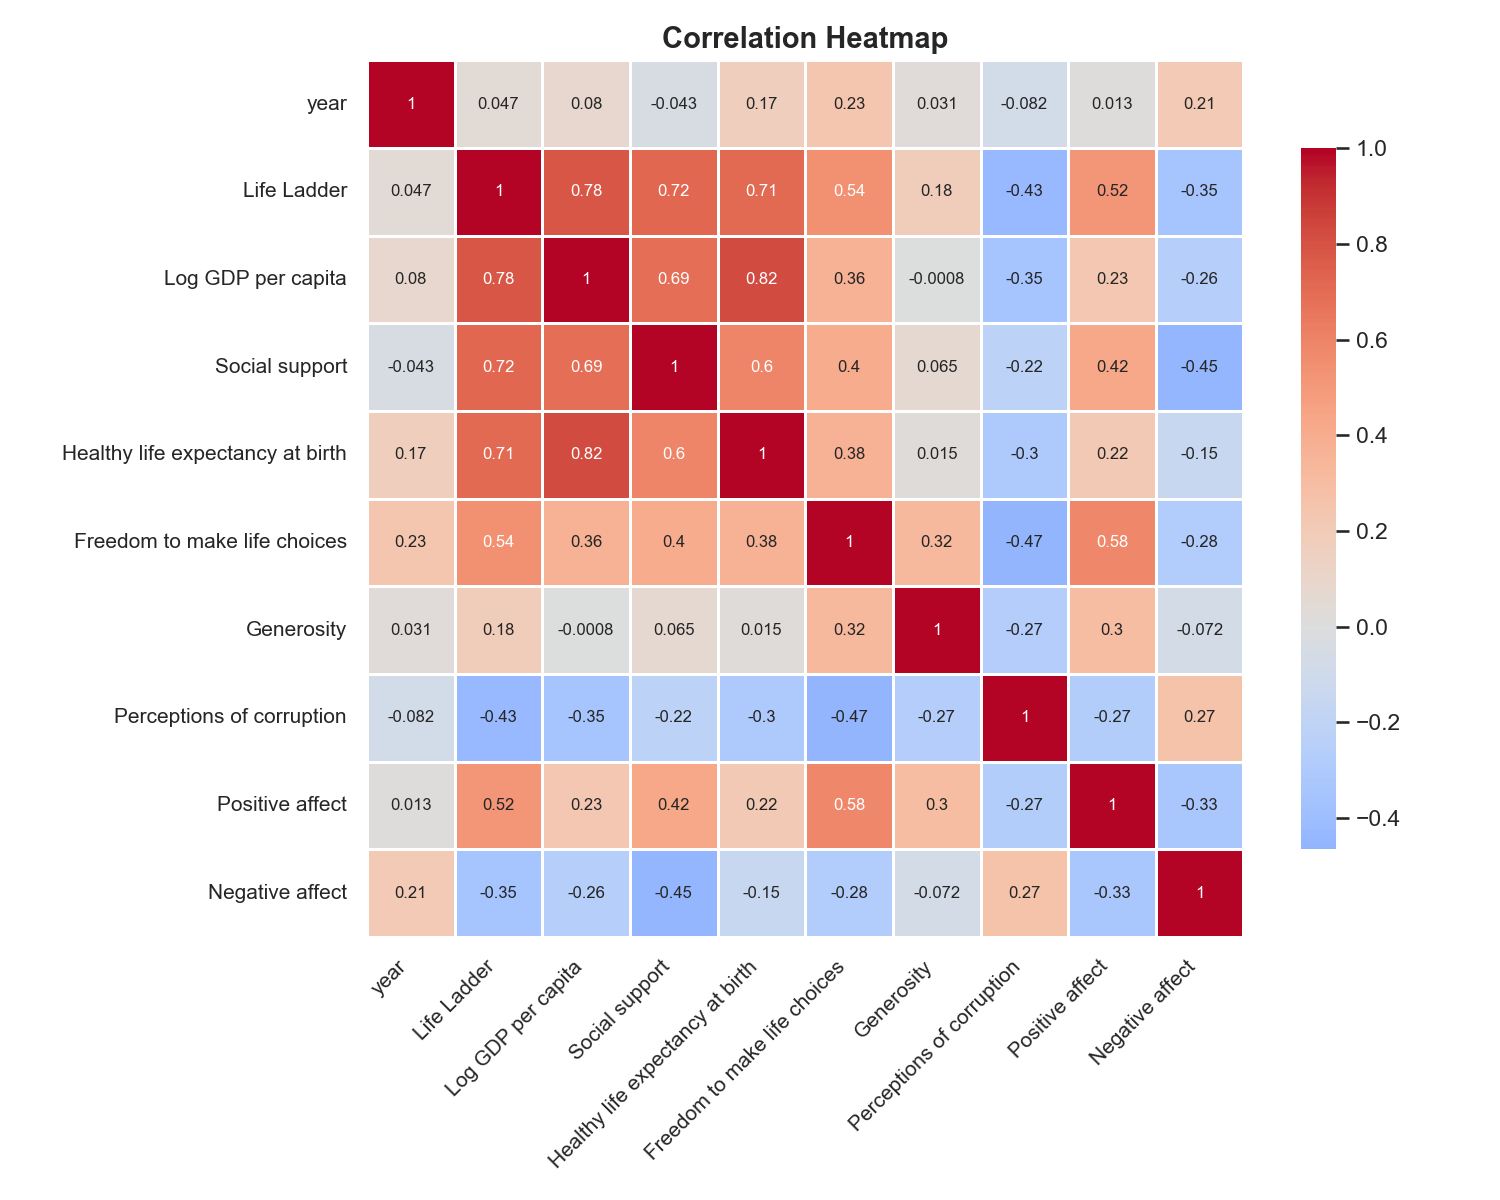 Correlation Heatmap
year 1 0.047 0.08 -0.043 0.17 0.23 0.031 -0.082 0.013 0.21
Life Ladder 0.047 1 0.78 0.72 0.71 0.54 0.18 -0.43 0.52 -0.35
Log GDP per capita 0.08 0.78 1 0.69 0.82 0.36 -0.0008 -0.35 0.23 -0.26
Social support -0.043 0.72 0.69 1 0.6 0.4 0.065 -0.22 0.42 -0.45
Healthy life expectancy at birth 0.17 0.71 0.82 0.6 1 0.38 0.015 -0.3 0.22 -0.15
Freedom to make life choices 0.23 0.54 0.36 0.4 0.38 1 0.32 -0.47 0.58 -0.28
Generosity 0.031 0.18 -0.0008 0.065 0.015 0.32 1 -0.27 0.3 -0.072
Perceptions of corruption -0.082 -0.43 -0.35 -0.22 -0.3 -0.47 -0.27 1 -0.27 0.27
Positive affect 0.013 0.52 0.23 0.42 0.22 0.58 0.3 -0.27 1 -0.33
Negative affect 0.21 -0.35 -0.26 -0.45 -0.15 -0.28 -0.072 0.27 -0.33 1
year
Life Ladder
Log GDP per capita
Social support
Healthy life expectancy at birth
Freedom to make life choices
Generosity
Perceptions of corruption
Positive affect
Negative affect
1.0
0.8
0.6
0.4
0.2
0.0
−0.2
−0.4